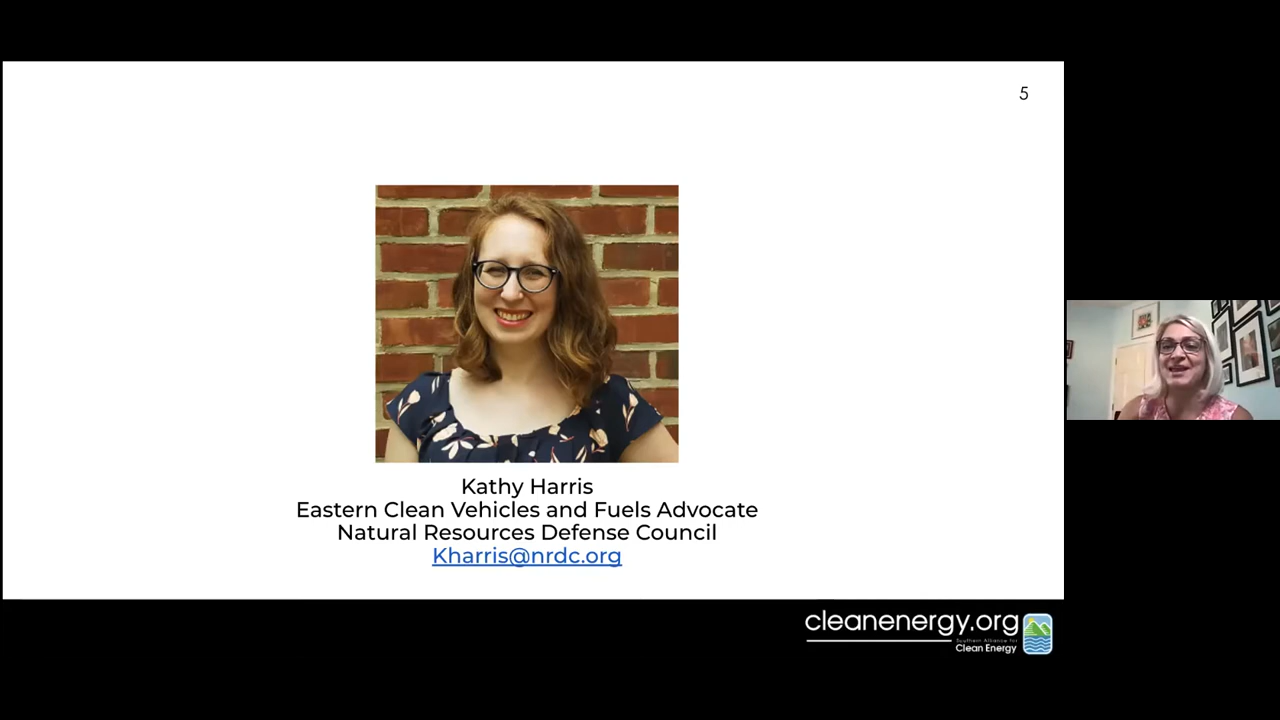 5
Kathy Harris
Eastern Clean Vehicles and Fuels Advocate
Natural Resources Defense Council
Kharris@nrdc.org
cleanenergy.org
Southern Alliance for
Clean Energy